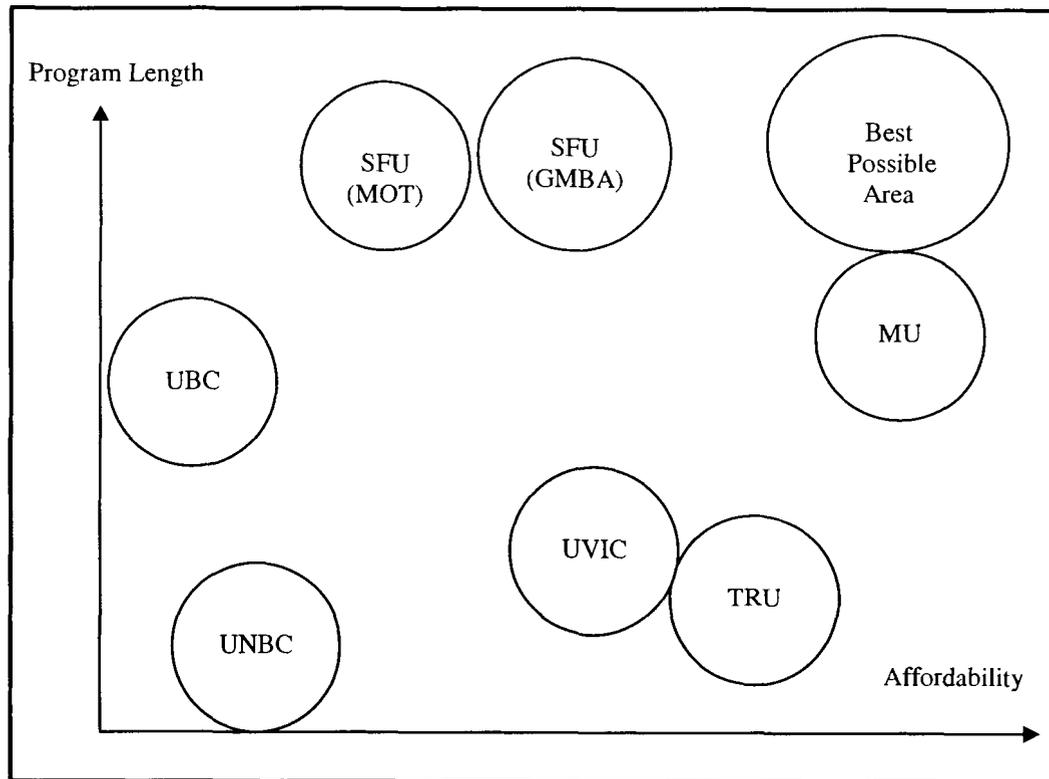 Program Length
SFU
(MOT)
SFU
(GMBA)
Best
Possible
Area
MU
UBC
UVIC
TRU
UNBC
Affordability